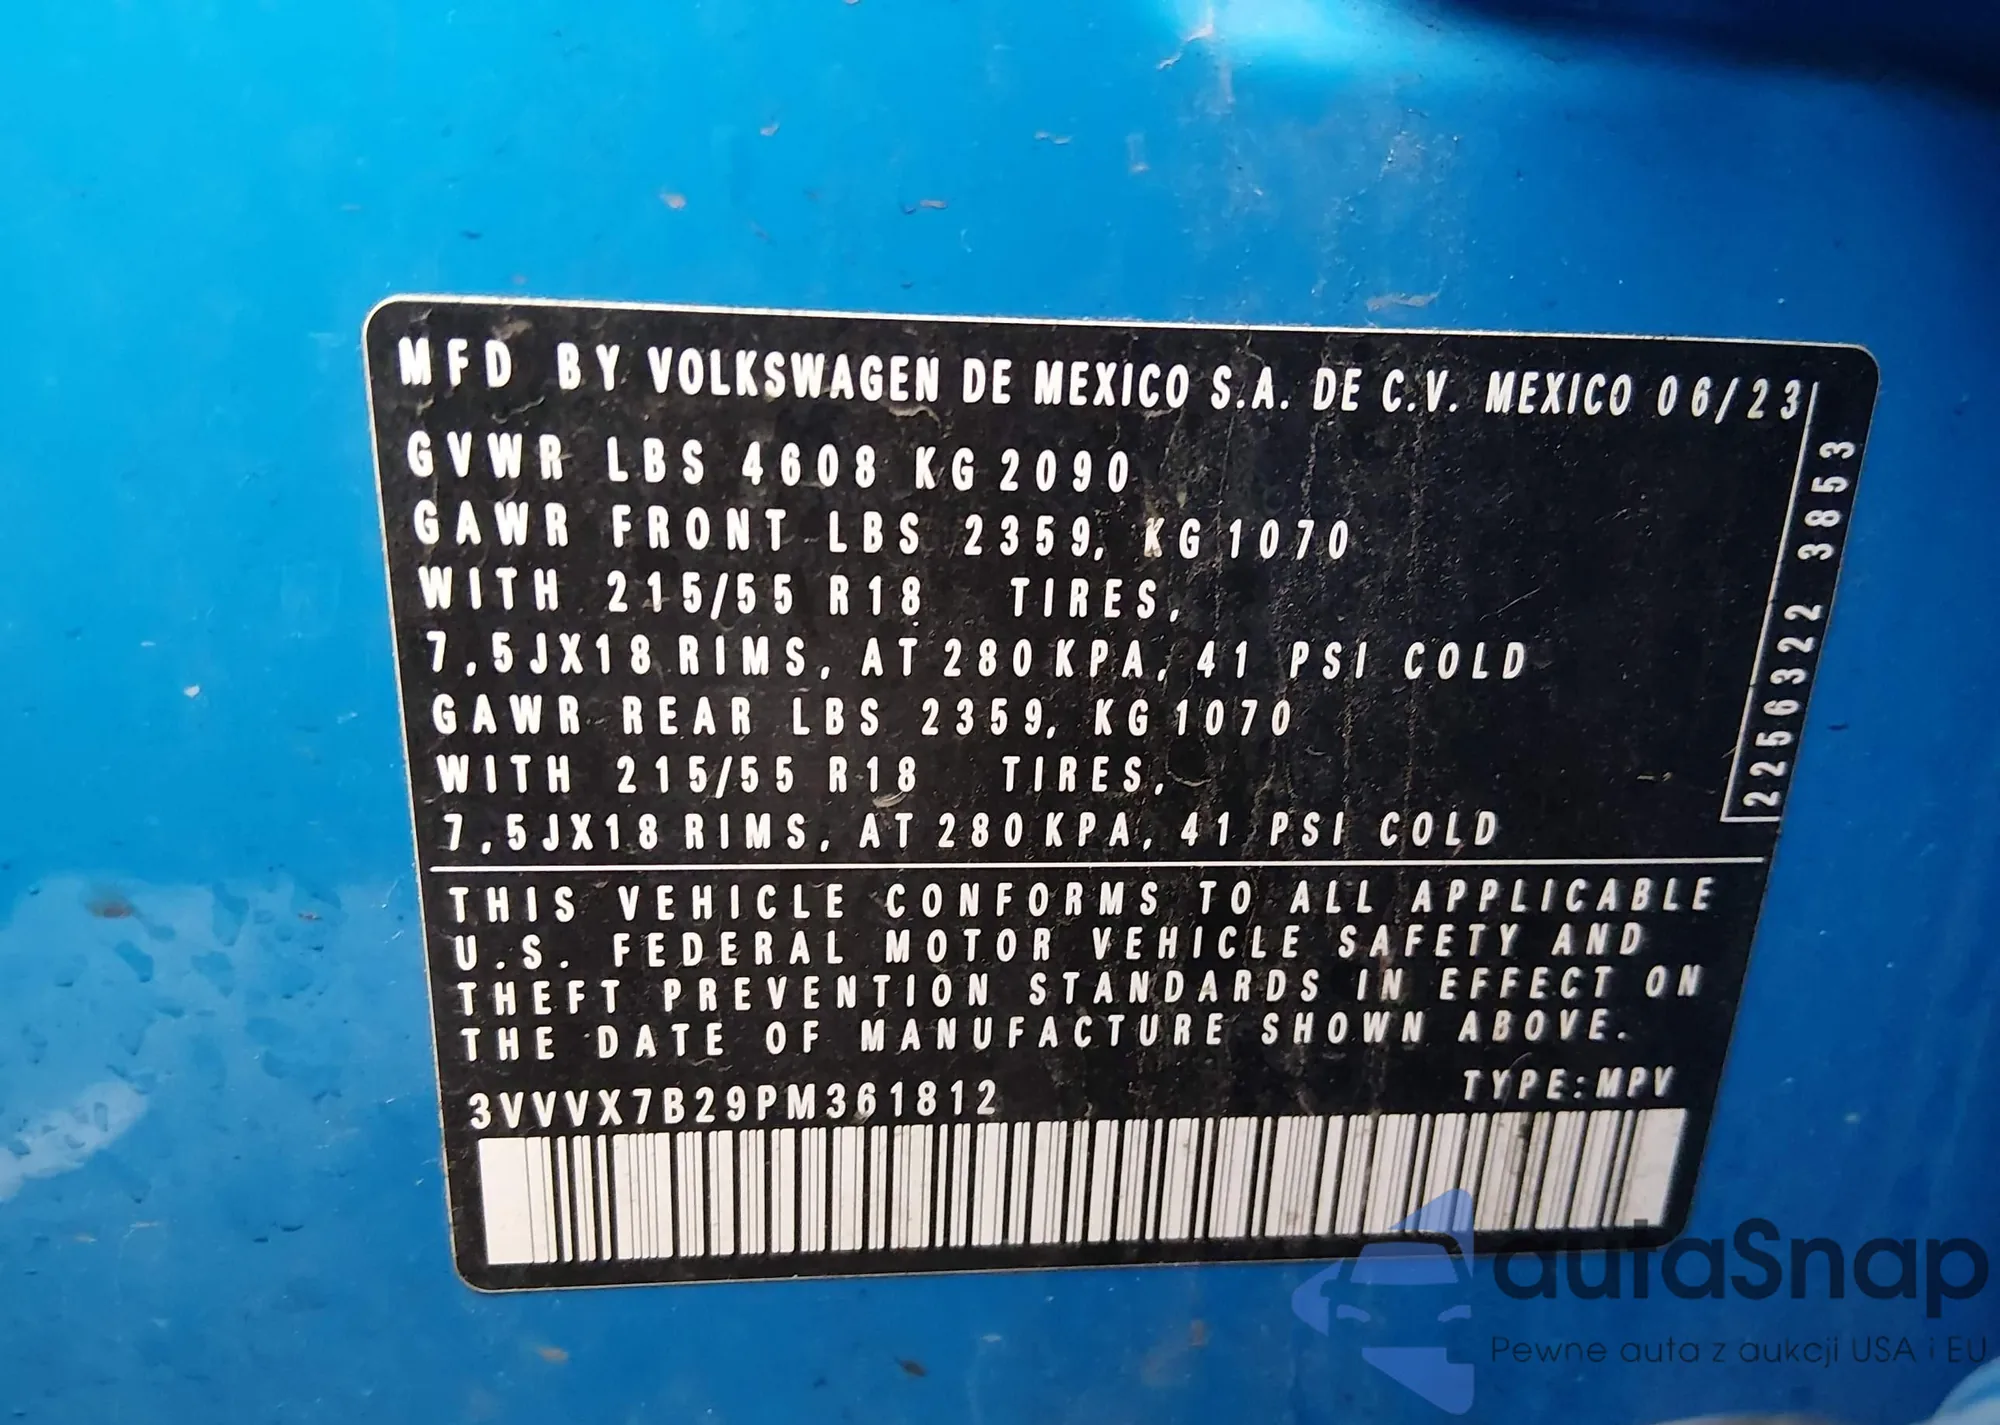 MFD BY VOLKSWAGEN DE MEXICO S.A. DE C.V. MEXICO 06/23
GVWR LBS 4608 KG 2090
GAWR FRONT LBS 2359, KG 1070
WITH 215/55 R18 TIRES,
7,5JX18 RIMS, AT 280 KPA, 41 PSI COLD
GAWR REAR LBS 2359, KG 1070
WITH 215/55 R18 TIRES,
7,5JX18 RIMS, AT 280 KPA, 41 PSI COLD
2256322 3853
THIS VEHICLE CONFORMS TO ALL APPLICABLE
U.S. FEDERAL MOTOR VEHICLE SAFETY AND
THEFT PREVENTION STANDARDS IN EFFECT ON
THE DATE OF MANUFACTURE SHOWN ABOVE.
3VVVX7B29PM361812 TYPE:MPV
autaSnap
Pewne auta z aukcji USA i EU